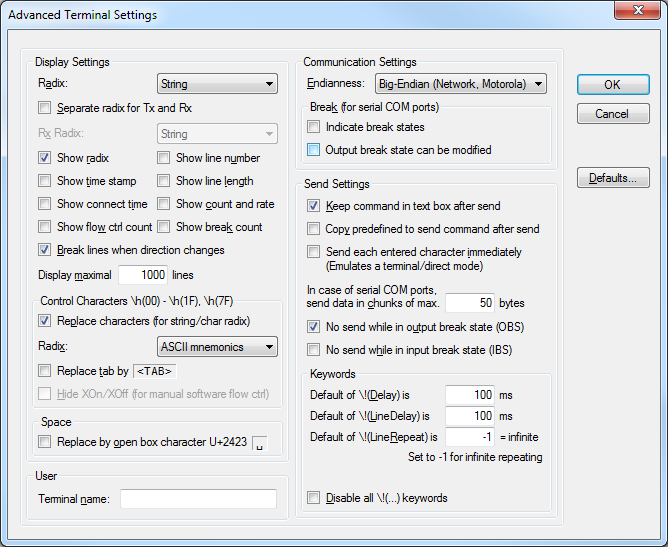 Advanced Terminal Settings
Display Settings
Radix: String
Separate radix for Tx and Rx
Rx Radix: String
Show radix Show line number
Show time stamp Show line length
Show connect time Show count and rate
Show flow ctrl count Show break count
Break lines when direction changes
Display maximal 1000 lines
Control Characters \h(00) - \h(1F), \h(7F)
Replace characters (for string/char radix)
Radix: ASCII mnemonics
Replace tab by <TAB>
Hide XOn/XOff (for manual software flow ctrl)
Space
Replace by open box character U+2423 ␣
User
Terminal name:
Communication Settings
Endianness: Big-Endian (Network, Motorola)
Break (for serial COM ports)
Indicate break states
Output break state can be modified
Send Settings
Keep command in text box after send
Copy predefined to send command after send
Send each entered character immediately
(Emulates a terminal/direct mode)
In case of serial COM ports,
send data in chunks of max. 50 bytes
No send while in output break state (OBS)
No send while in input break state (IBS)
Keywords
Default of \!(Delay) is 100 ms
Default of \!(LineDelay) is 100 ms
Default of \!(LineRepeat) is -1 = infinite
Set to -1 for infinite repeating
Disable all \!(...) keywords
OK
Cancel
Defaults...